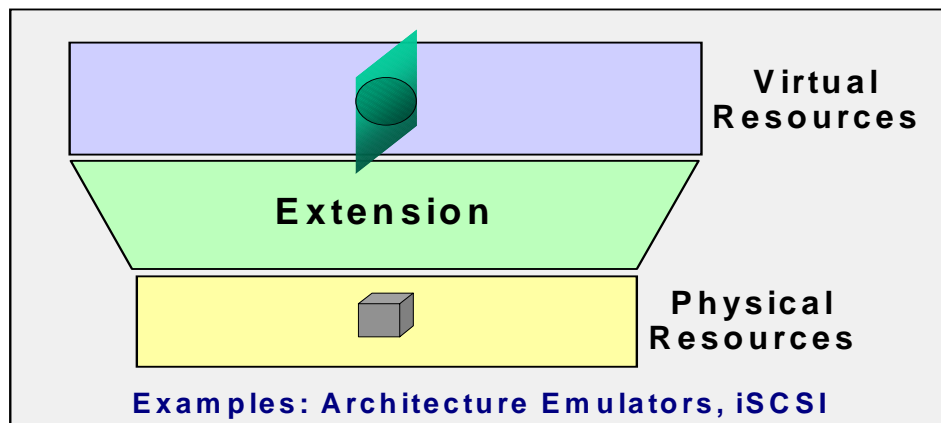 Virtual
Resources
Extension
Physical
Resources
Examples: Architecture Emulators, iSCSI